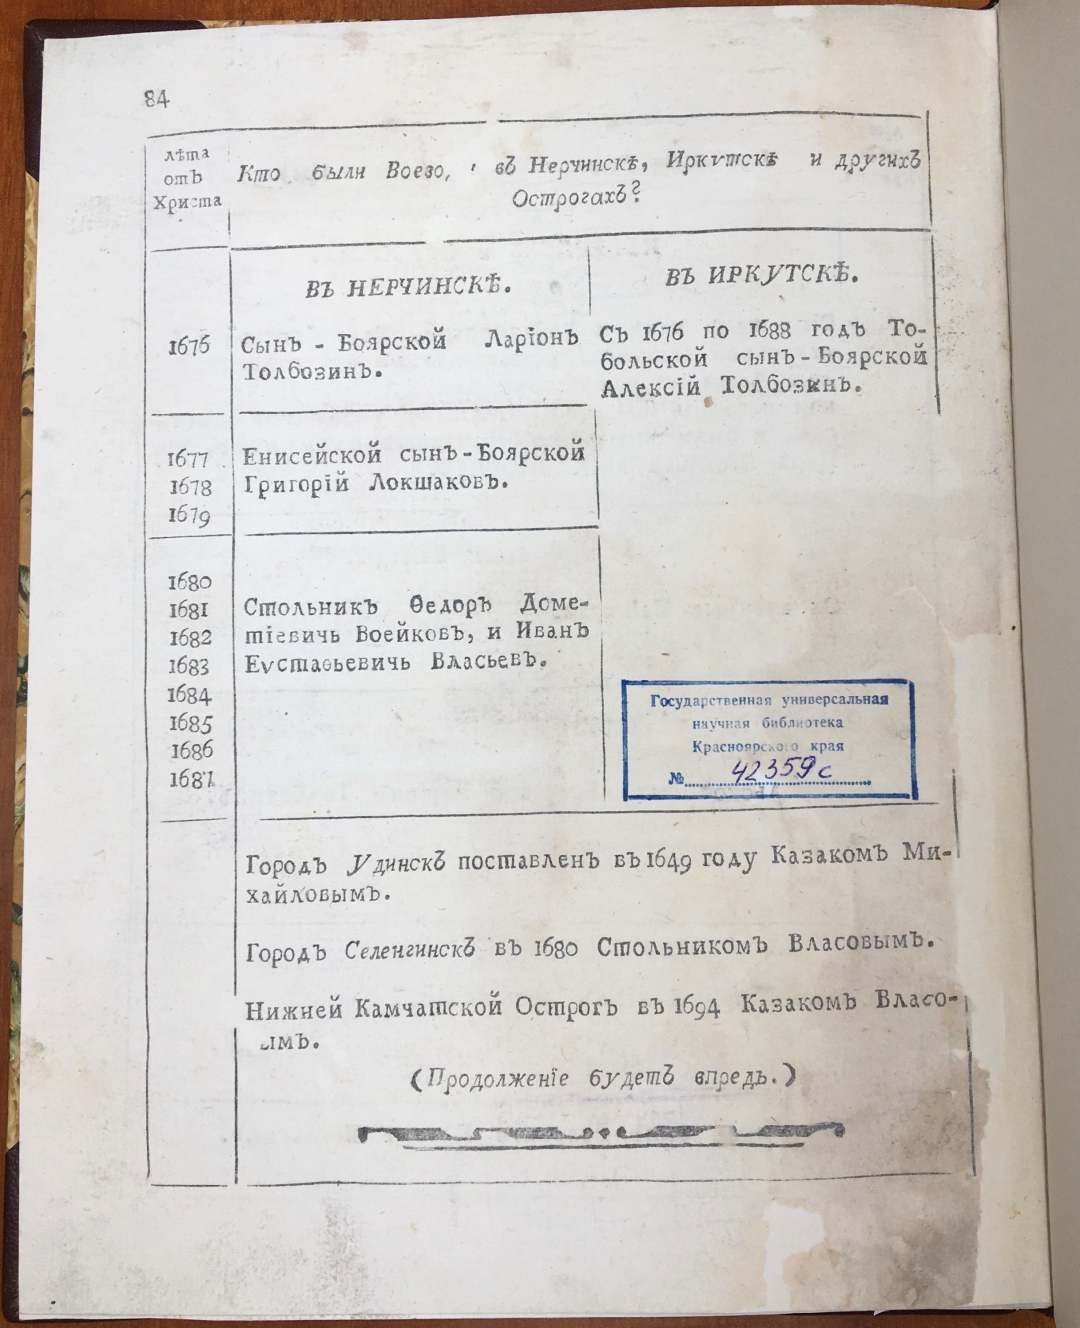 84
лѣта
отъ
Христа
Кто были Воево, въ Нерчинскѣ, Иркутскѣ и другихъ
Острогахъ?
ВЪ НЕРЧИНСКѢ.
ВЪ ИРКУТСКѢ.
1676
Сынъ - Боярской Ларіонъ
Толбозинъ.
Съ 1676 по 1688 годъ То-
больской сынъ - Боярской
Алексій Толбозинъ.
1677
1678
1679
Енисейской сынъ - Боярской
Григорій Локшаковъ.
1680
1681
1682
1683
1684
1685
1686
1687
Стольникъ Ѳедоръ Доме-
тіевичь Воейковъ, и Иванъ
Еѵстаѳьевичь Власьевъ.
Государственная универсальная
научная библиотека
Красноярского края
№ 42359с
Городъ Удинскъ поставленъ въ 1649 году Казакомъ Ми-
хайловымъ.
Городъ Селенгинскъ въ 1680 Стольникомъ Власовымъ.
Нижней Камчатской Острогъ въ 1694 Казакомъ Власо-
ымъ.
(Продолженіе будетъ впредь.)